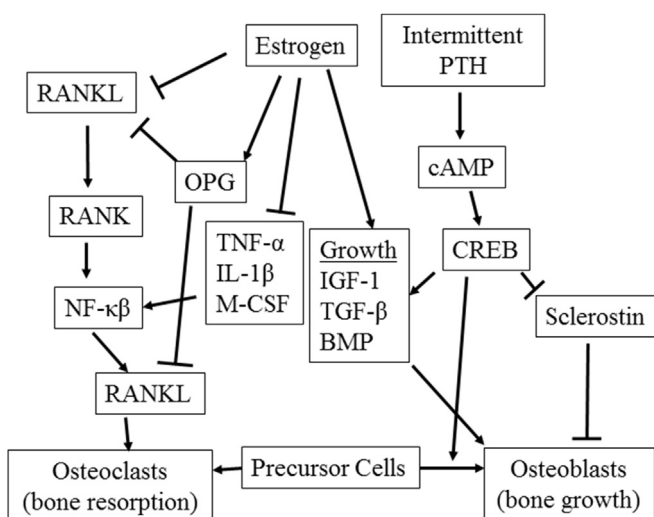 Estrogen
Intermittent
PTH
RANKL
OPG
cAMP
RANK
TNF-α
IL-1β
M-CSF
Growth
IGF-1
TGF-β
BMP
CREB
NF-κβ
Sclerostin
RANKL
Osteoclasts
(bone resorption)
Precursor Cells
Osteoblasts
(bone growth)